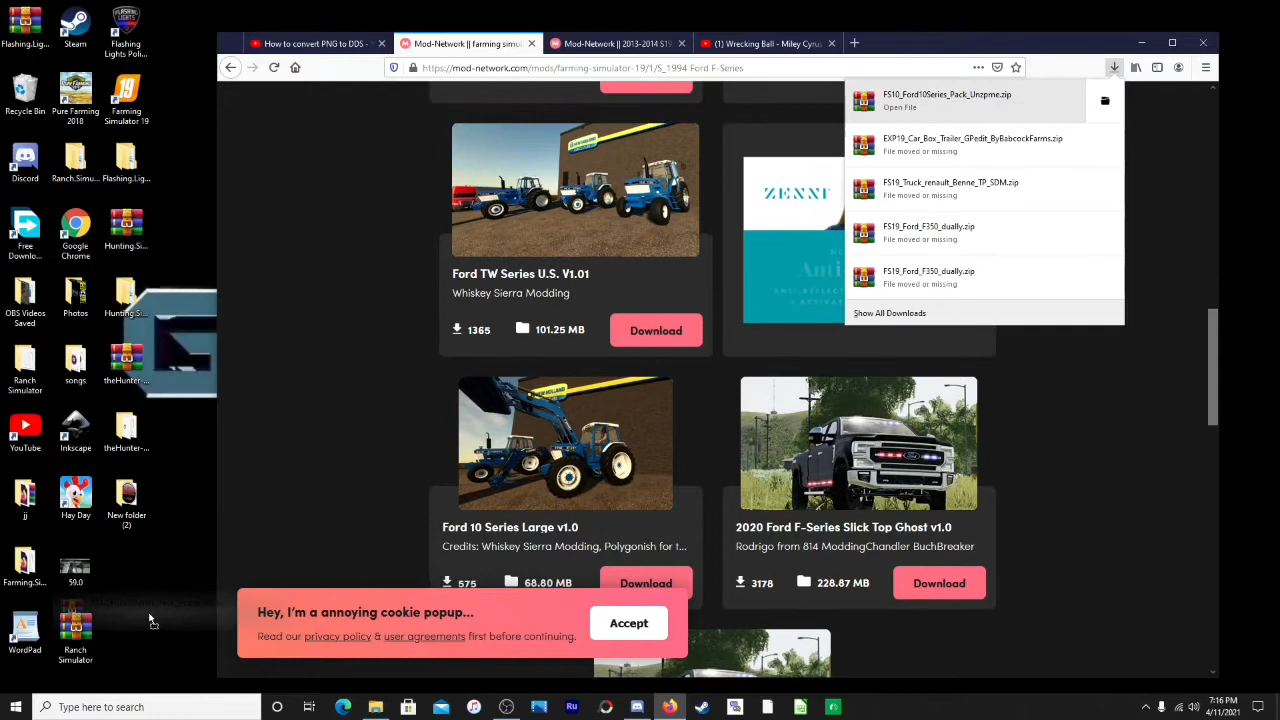 Flashing.Lig...
Steam
Flashing
Lights Poli...
Recycle Bin
Pure Farming
2018
Farming
Simulator 19
Discord
Ranch.Simu...
Flashing.Lig...
Free
Downlo...
Google
Chrome
Hunting.Si...
OBS Videos
Saved
Photos
Hunting.Si...
Ranch
Simulator
songs
theHunter-...
YouTube
Inkscape
theHunter-...
jj
Hay Day
New folder
(2)
Farming.Si...
59.0
WordPad
Ranch
Simulator
How to convert PNG to DDS -
Mod-Network || farming simul
Mod-Network || 2013-2014 S19
(1) Wrecking Ball - Miley Cyrus
https://mod-network.com/mods/farming-simulator-19/1/S_1994 Ford F-Series
FS10_Ford10Series_Pack_Unzpme.zip
Open File
EXP19_Car_Box_Trailer_GPedit_ByBabcockFarms.zip
File moved or missing
FS19_Truck_renault_Benne_TP_SDM.zip
File moved or missing
FS19_Ford_F350_dually.zip
File moved or missing
FS19_Ford_F350_dually.zip
File moved or missing
Show All Downloads
ZENNI
Ford TW Series U.S. V1.01
Whiskey Sierra Modding
1365
101.25 MB
Download
Ford 10 Series Large v1.0
Credits: Whiskey Sierra Modding, Polygonish for t...
575
68.80 MB
Download
2020 Ford F-Series Slick Top Ghost v1.0
Rodrigo from 814 ModdingChandler BuchBreaker
3178
228.87 MB
Download
Hey, I'm a annoying cookie popup...
Read our privacy policy & user agreements first before continuing.
Accept
Type here to search
7:16 PM
4/11/2021